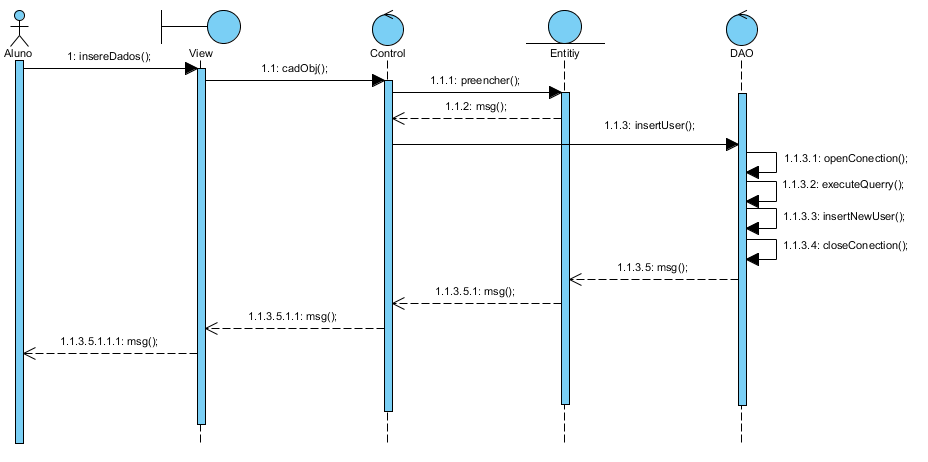 Aluno
View
Control
Entitiy
DAO
1: insereDados();
1.1: cadObj();
1.1.1: preencher();
1.1.2: msg();
1.1.3: insertUser();
1.1.3.1: openConection();
1.1.3.2: executeQuerry();
1.1.3.3: insertNewUser();
1.1.3.4: closeConection();
1.1.3.5: msg();
1.1.3.5.1: msg();
1.1.3.5.1.1: msg();
1.1.3.5.1.1.1: msg();